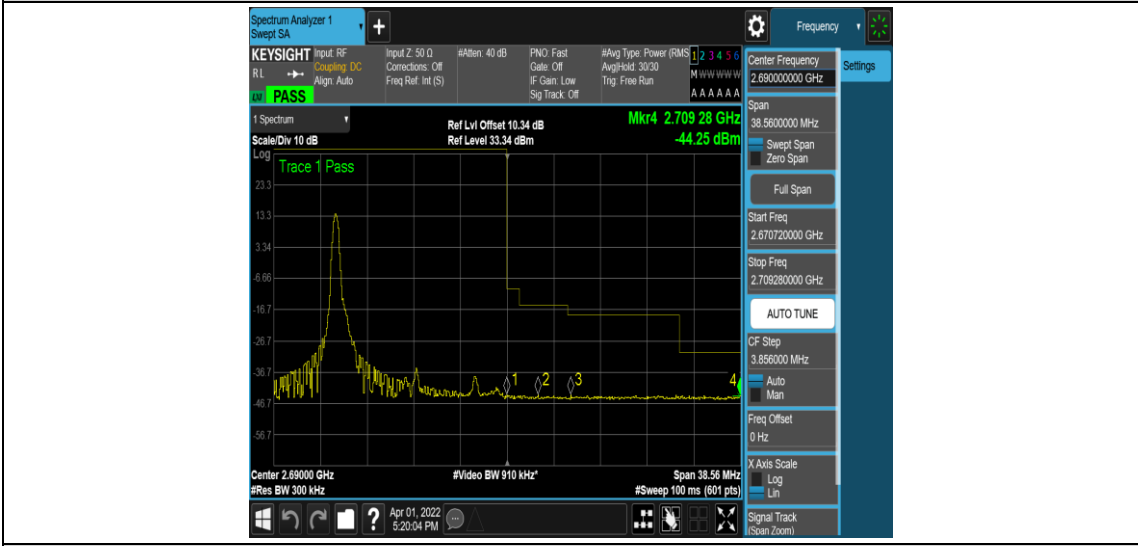 Spectrum Analyzer 1
Swept SA
+
Frequency
KEYSIGHT
RL
PASS
Input: RF
Coupling: DC
Align: Auto
Input Z: 50 Ω
Corrections: Off
Freq Ref: Int (S)
#Atten: 40 dB
PNO: Fast
Gate: Off
IF Gain: Low
Sig Track: Off
#Avg Type: Power (RMS
Avg|Hold: 30/30
Trig: Free Run
1 2 3 4 5 6
M W W W W W
A A A A A A
1 Spectrum
Scale/Div 10 dB
Log
Ref Lvl Offset 10.34 dB
Ref Level 33.34 dBm
Mkr4 2.709 28 GHz
-44.25 dBm
Trace 1 Pass
23.3
13.3
3.34
-6.66
-16.7
-26.7
-36.7
-46.7
-56.7
1
2
3
4
Center 2.69000 GHz
#Res BW 300 kHz
#Video BW 910 kHz*
Span 38.56 MHz
#Sweep 100 ms (601 pts)
?
Apr 01, 2022
5:20:04 PM
Center Frequency
2.690000000 GHz
Settings
Span
38.5600000 MHz
Swept Span
Zero Span
Full Span
Start Freq
2.670720000 GHz
Stop Freq
2.709280000 GHz
AUTO TUNE
CF Step
3.856000 MHz
Auto
Man
Freq Offset
0 Hz
X Axis Scale
Log
Lin
Signal Track
(Span Zoom)